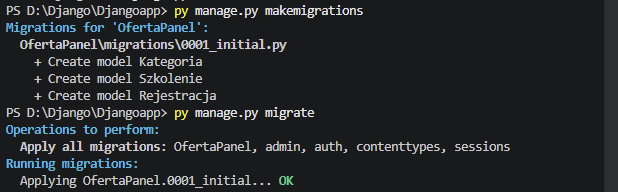 PS D:\Django\Djangoapp> py manage.py makemigrations
Migrations for 'OfertaPanel':
  OfertaPanel\migrations\0001_initial.py
    + Create model Kategoria
    + Create model Szkolenie
    + Create model Rejestracja
PS D:\Django\Djangoapp> py manage.py migrate
Operations to perform:
  Apply all migrations: OfertaPanel, admin, auth, contenttypes, sessions
Running migrations:
  Applying OfertaPanel.0001_initial... OK